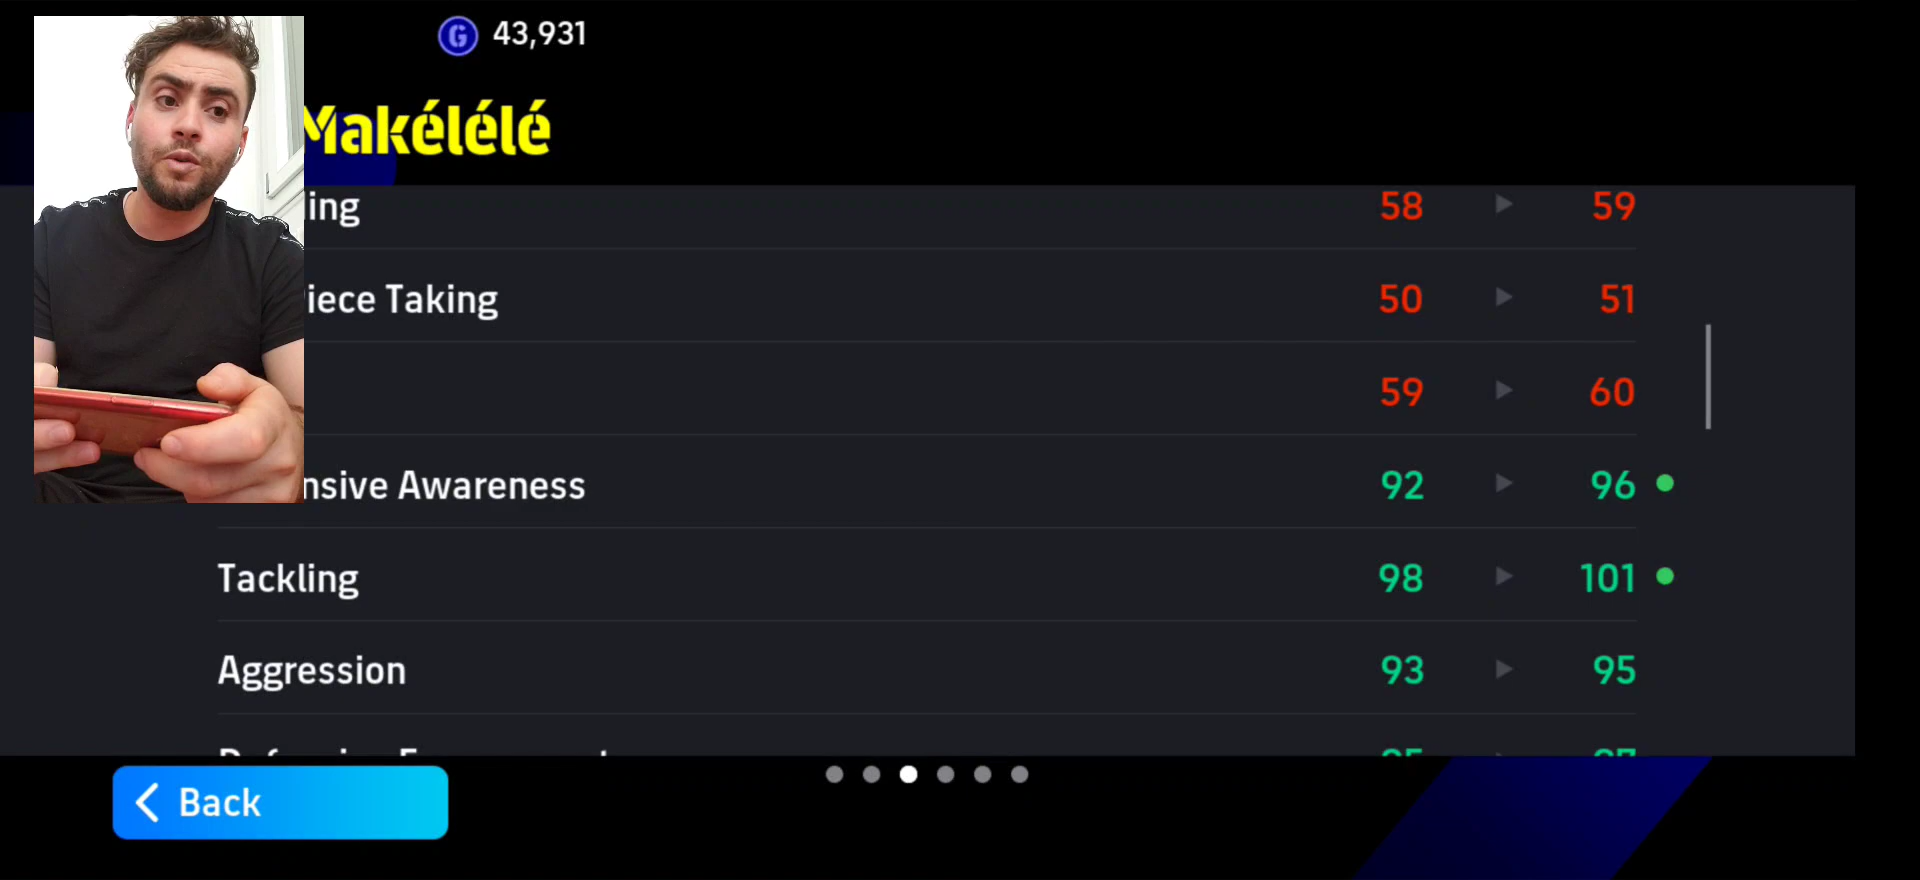 G 43,931
Makélélé
ing 58 59
iece Taking 50 51
59 60
nsive Awareness 92 96
Tackling 98 101
Aggression 93 95
Back